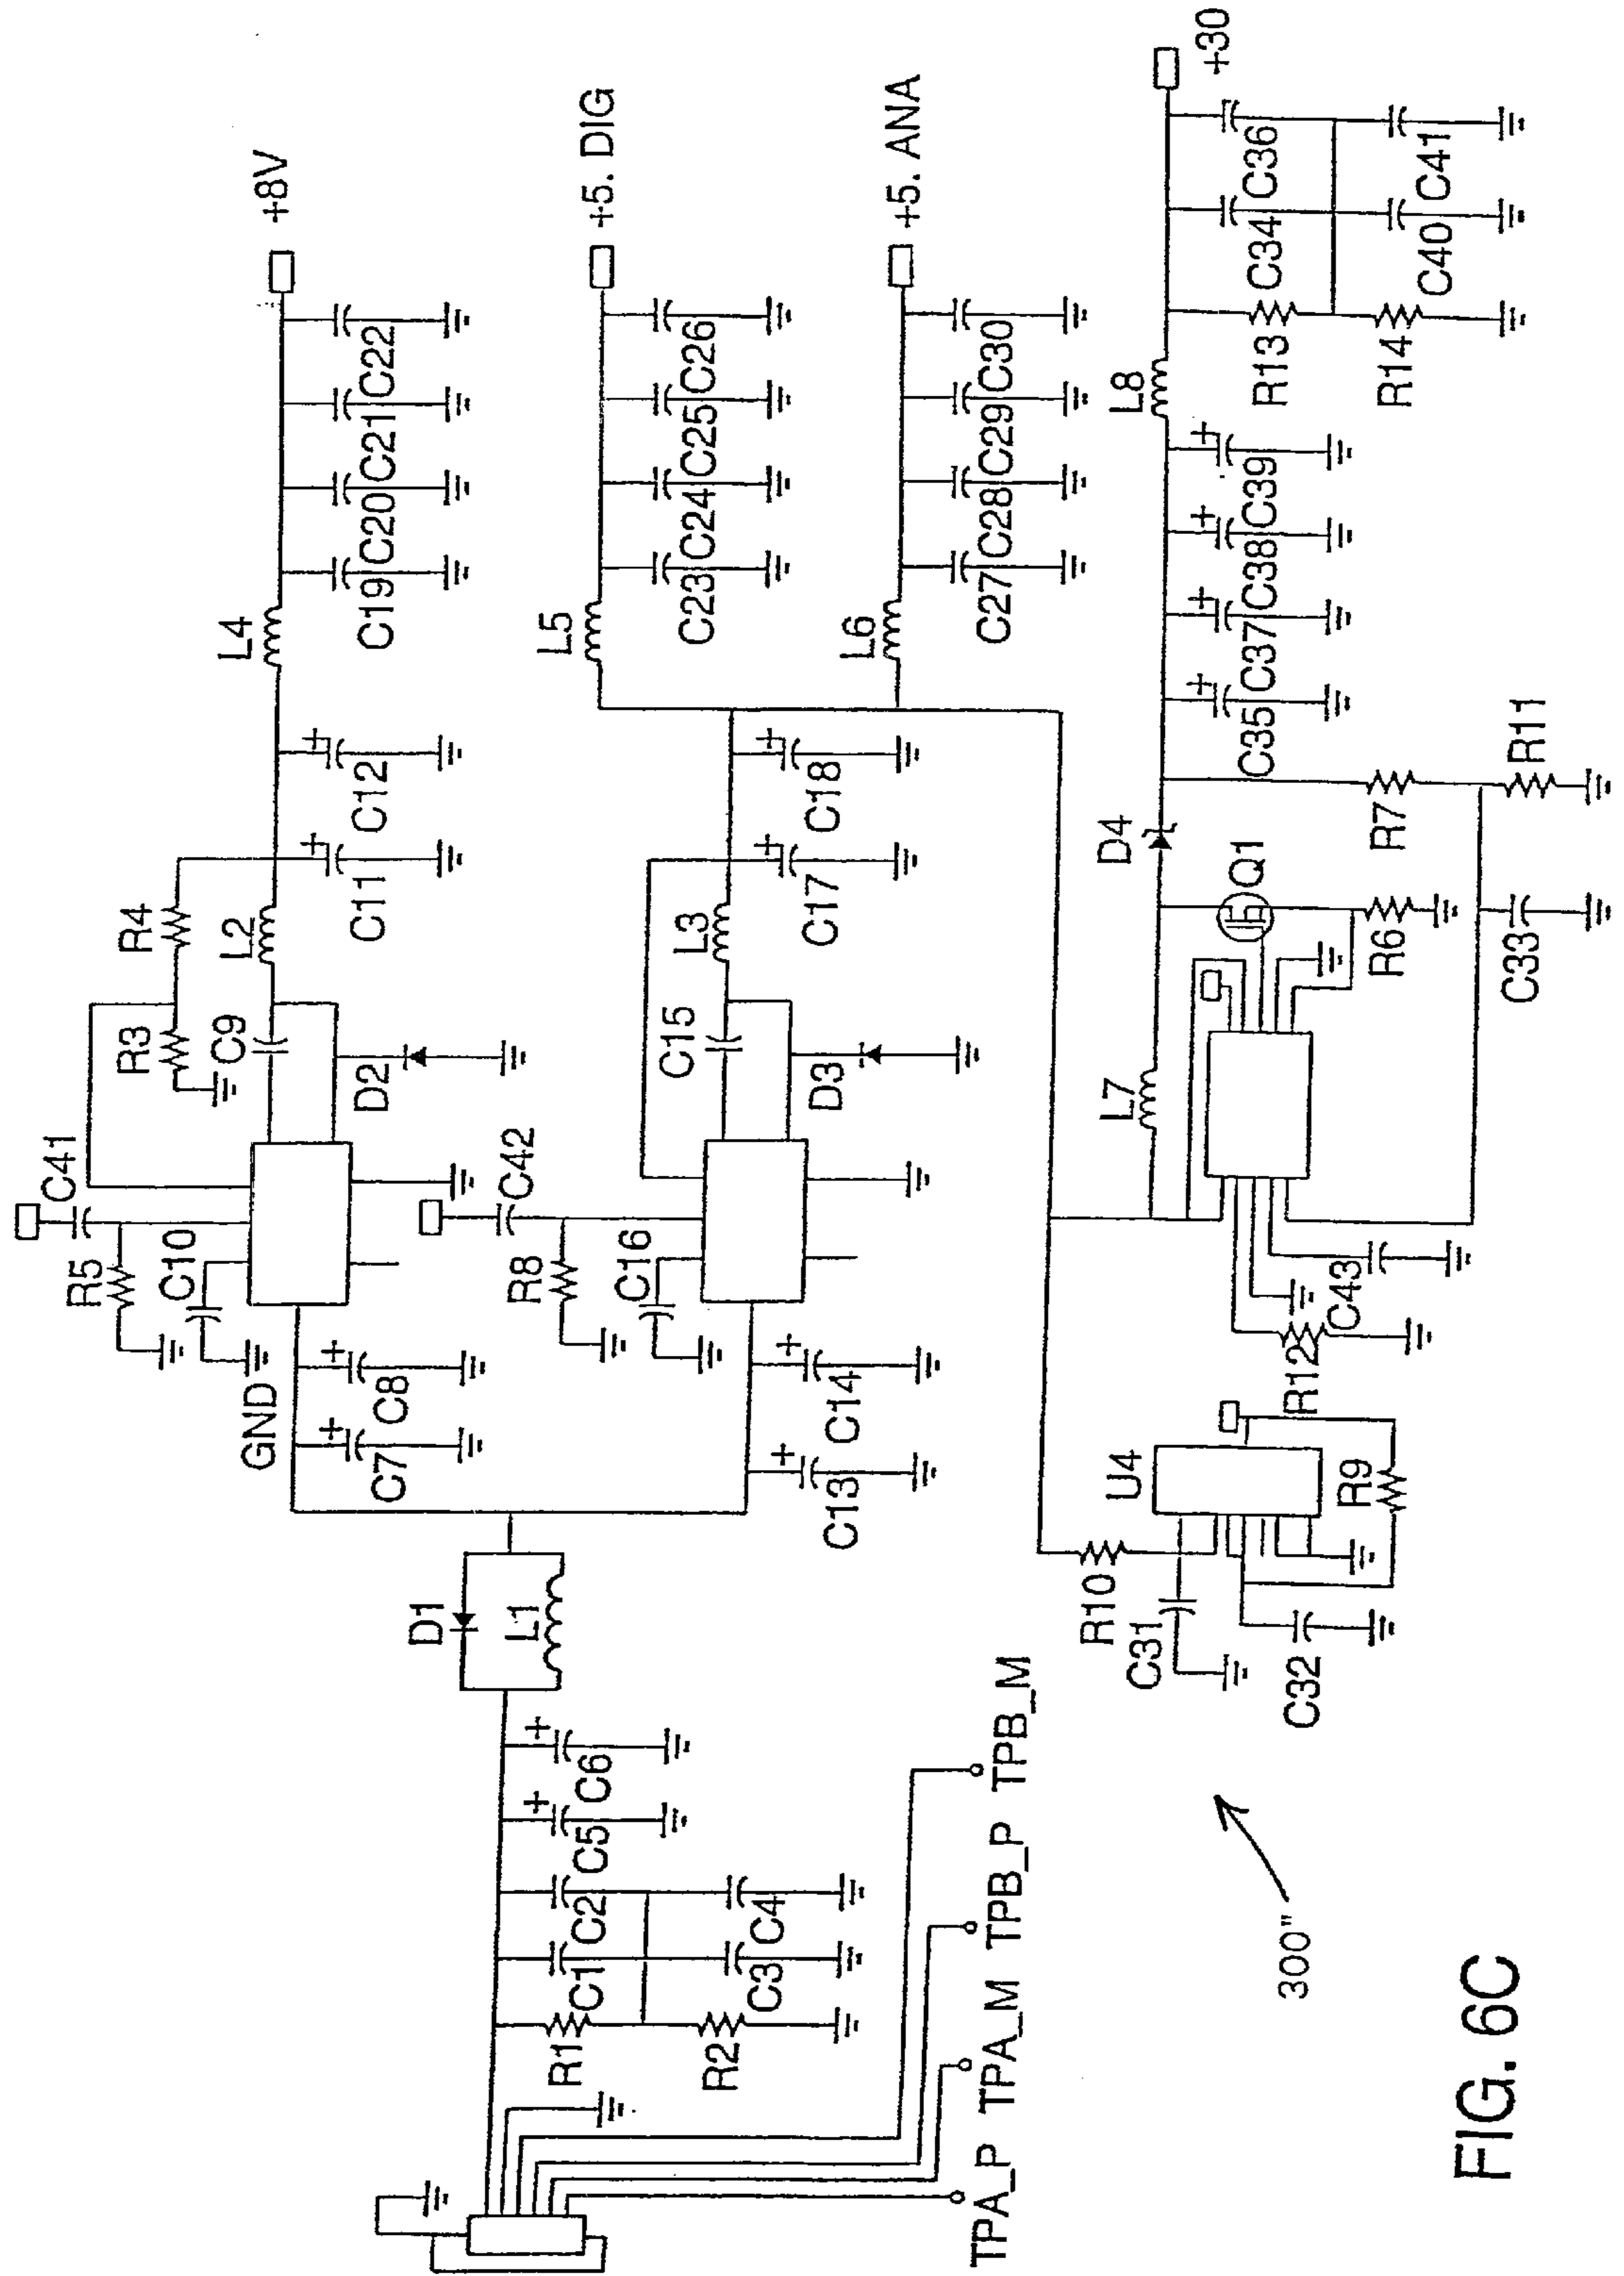 +8V
L4
C19
C20
C21
C22
C12
C11
R4
L2
R3
C9
D2
C41
R5
C10
GND
C8
C7
+5. DIG
L5
C23
C24
C25
C26
+5. ANA
L6
C27
C28
C29
C30
C18
C17
L3
C15
D3
C42
R8
C16
C14
C13
D1
L1
C6
C5
C2
C1
C4
C3
R1
R2
TPA_P
TPA_M
TPB_P
TPB_M
+30
L8
C36
C34
R13
C41
C40
R14
C39
C38
C37
C35
D4
R7
R11
Q1
R6
C33
L7
C43
R12
U4
R9
R10
C31
C32
300"
FIG. 6C